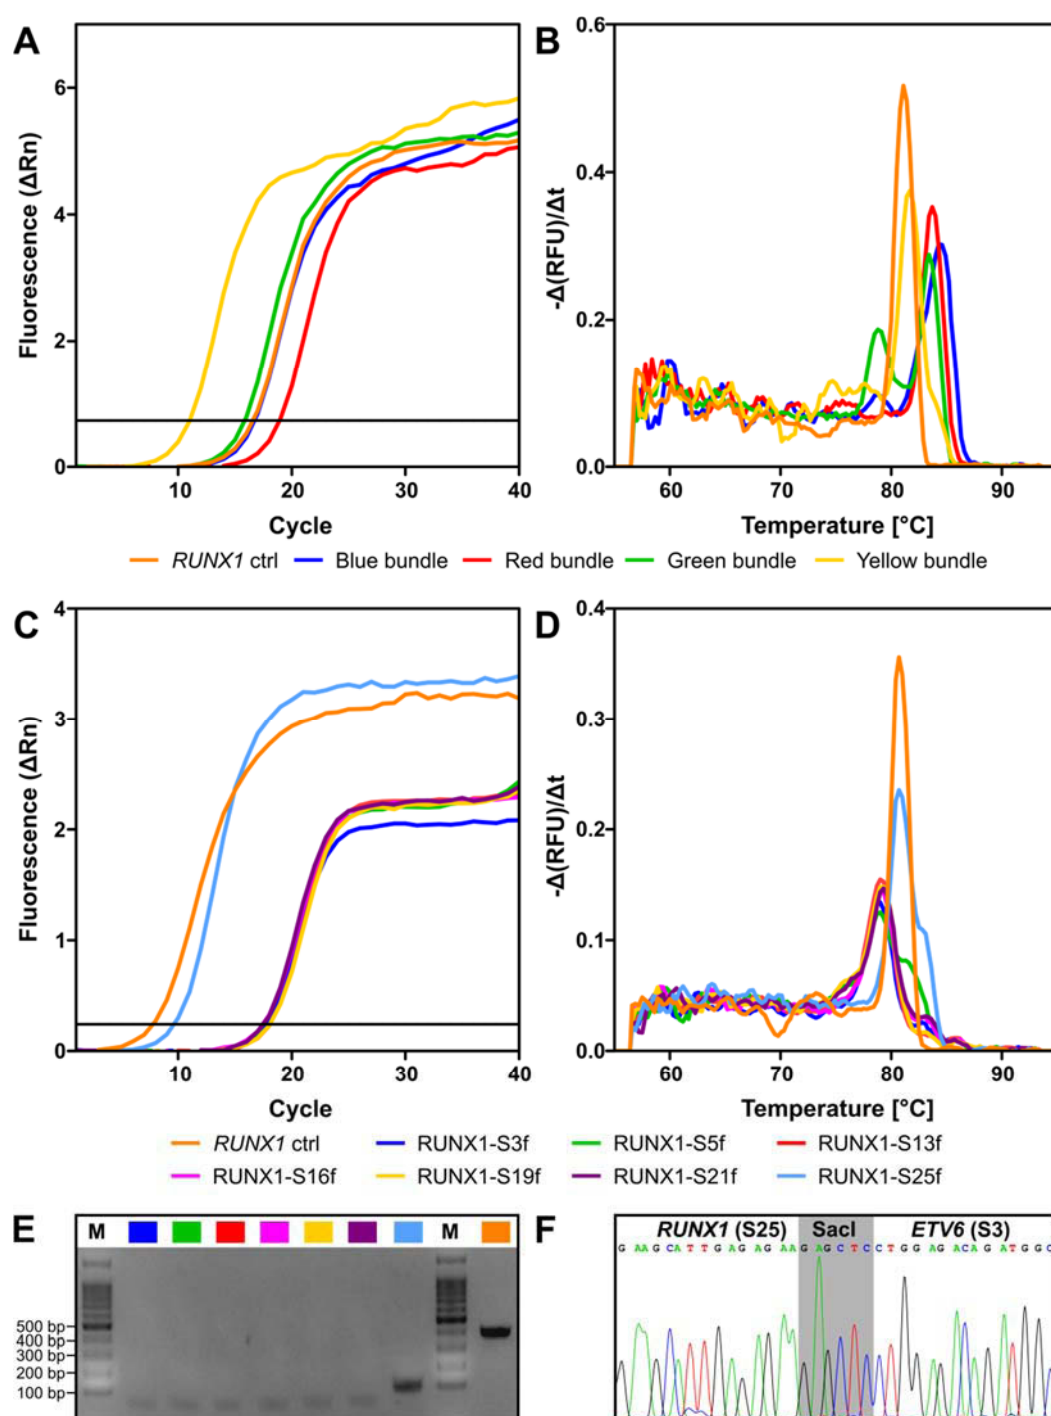 A
Fluorescence (ΔRn)
6
4
2
0
10 20 30 40
Cycle
B
-Δ(RFU)/Δt
0.6
0.4
0.2
0.0
60 70 80 90
Temperature [°C]
RUNX1 ctrl Blue bundle Red bundle Green bundle Yellow bundle
C
Fluorescence (ΔRn)
4
3
2
1
0
10 20 30 40
Cycle
D
-Δ(RFU)/Δt
0.4
0.3
0.2
0.1
0.0
60 70 80 90
Temperature [°C]
RUNX1 ctrl RUNX1-S3f RUNX1-S5f RUNX1-S13f
RUNX1-S16f RUNX1-S19f RUNX1-S21f RUNX1-S25f
E
M M
500 bp
400 bp
300 bp
200 bp
100 bp
F
RUNX1 (S25) SacI ETV6 (S3)
G AAGCATTGAGAGAAGAGCTCCTGGAGACAGATGGC